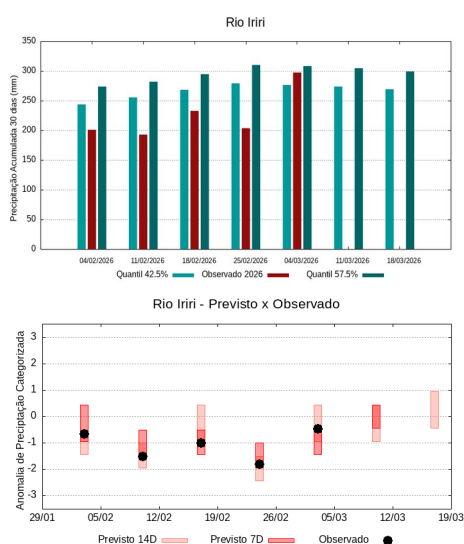 Rio Iriri
Precipitação Acumulada 30 dias (mm)
350
300
250
200
150
100
50
0
04/02/2026 11/02/2026 18/02/2026 25/02/2026 04/03/2026 11/03/2026 18/03/2026
Quantil 42.5% Observado 2026 Quantil 57.5%
Rio Iriri - Previsto x Observado
Anomalia de Precipitação Categorizada
3
2
1
0
-1
-2
-3
29/01 05/02 12/02 19/02 26/02 05/03 12/03 19/03
Previsto 14D Previsto 7D Observado